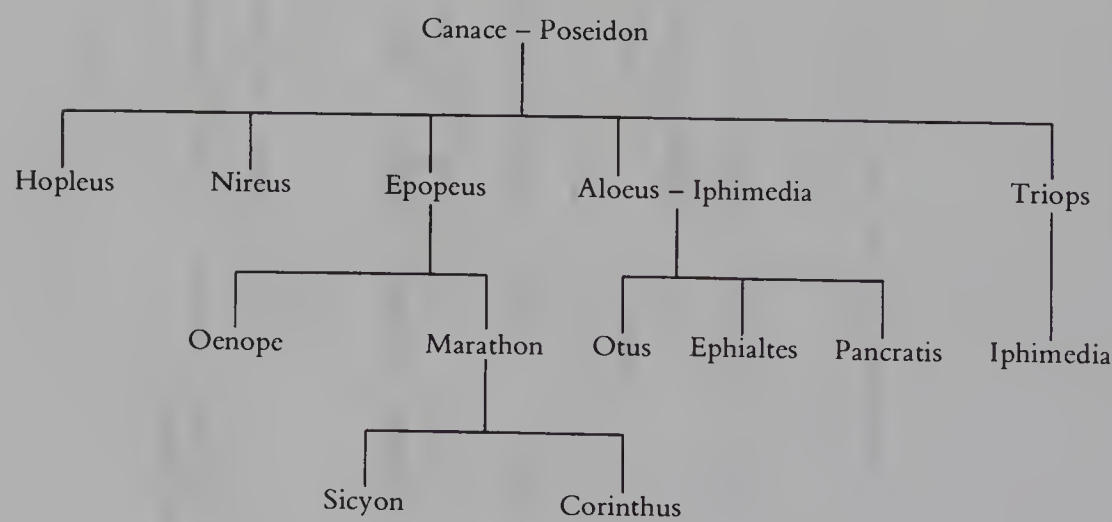 Canace – Poseidon
Hopleus Nireus Epopeus Aloeus – Iphimedia Triops
Oenope Marathon Otus Ephialtes Pancratis Iphimedia
Sicyon Corinthus